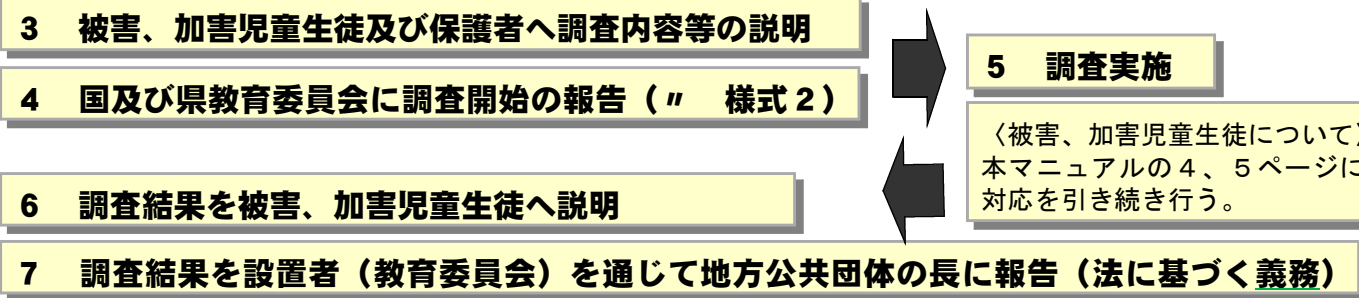 3 被害、加害児童生徒及び保護者へ調査内容等の説明
4 国及び県教育委員会に調査開始の報告（〃 様式２）
5 調査実施
〈被害、加害児童生徒について〉
本マニュアルの４、５ページに
対応を引き続き行う。
6 調査結果を被害、加害児童生徒へ説明
7 調査結果を設置者（教育委員会）を通じて地方公共団体の長に報告（法に基づく義務）